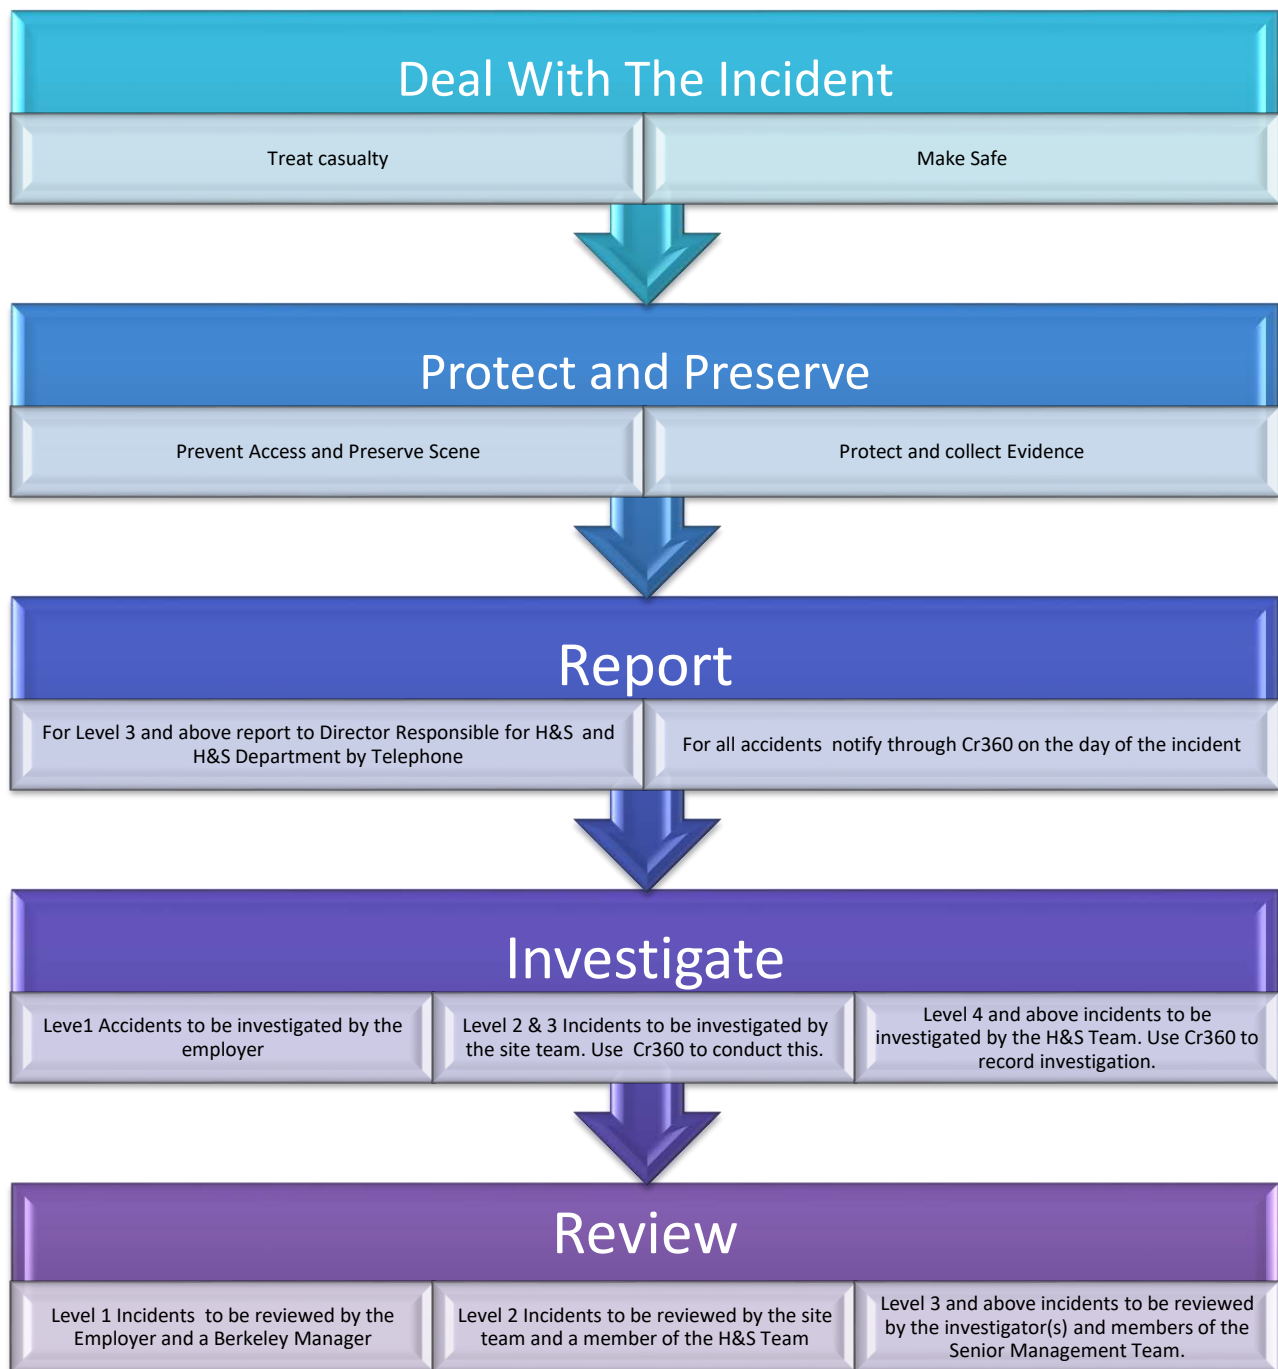 Deal With The Incident
Treat casualty
Make Safe
Protect and Preserve
Prevent Access and Preserve Scene
Protect and collect Evidence
Report
For Level 3 and above report to Director Responsible for H&S and
H&S Department by Telephone
For all accidents notify through Cr360 on the day of the incident
Investigate
Leve1 Accidents to be investigated by the
employer
Level 2 & 3 Incidents to be investigated by
the site team. Use Cr360 to conduct this.
Level 4 and above incidents to be
investigated by the H&S Team. Use Cr360 to
record investigation.
Review
Level 1 Incidents to be reviewed by the
Employer and a Berkeley Manager
Level 2 Incidents to be reviewed by the site
team and a member of the H&S Team
Level 3 and above incidents to be reviewed
by the investigator(s) and members of the
Senior Management Team.